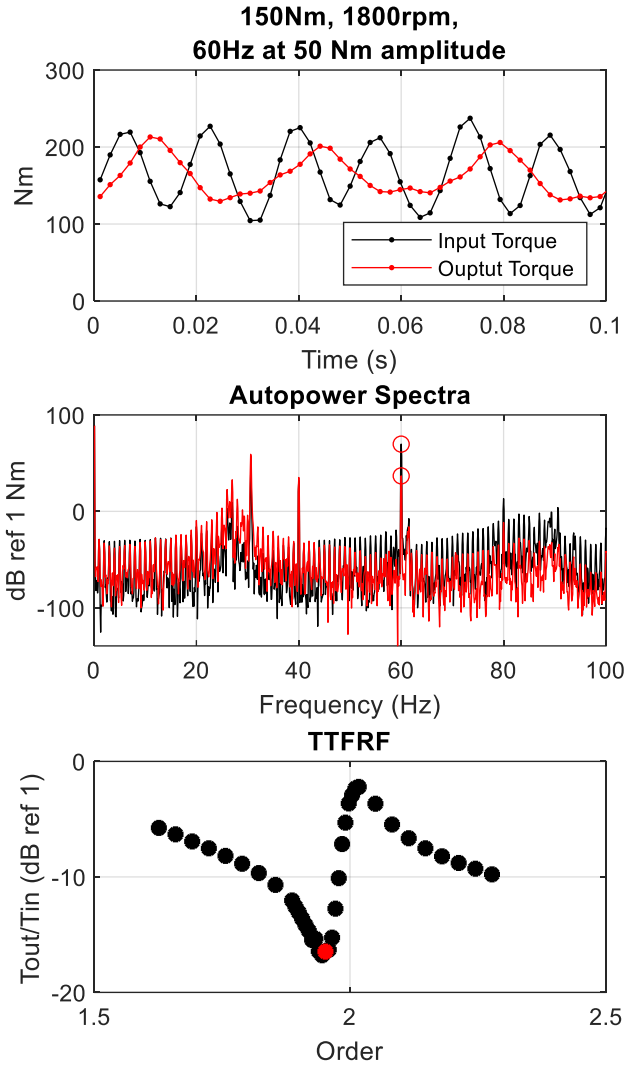 150Nm, 1800rpm,
60Hz at 50 Nm amplitude
300
200
100
0
Nm
Input Torque
Ouptut Torque
0 0.02 0.04 0.06 0.08 0.1
Time (s)
Autopower Spectra
100
0
-100
dB ref 1 Nm
0 20 40 60 80 100
Frequency (Hz)
TTFRF
0
-10
-20
Tout/Tin (dB ref 1)
1.5 2 2.5
Order